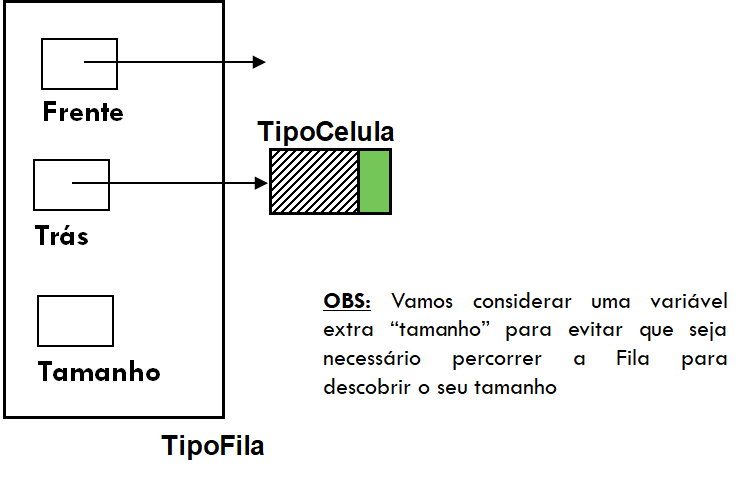 Frente
TipoCelula
Trás
OBS: Vamos considerar uma variável
extra “tamanho” para evitar que seja
necessário percorrer a Fila para
descobrir o seu tamanho
Tamanho
TipoFila